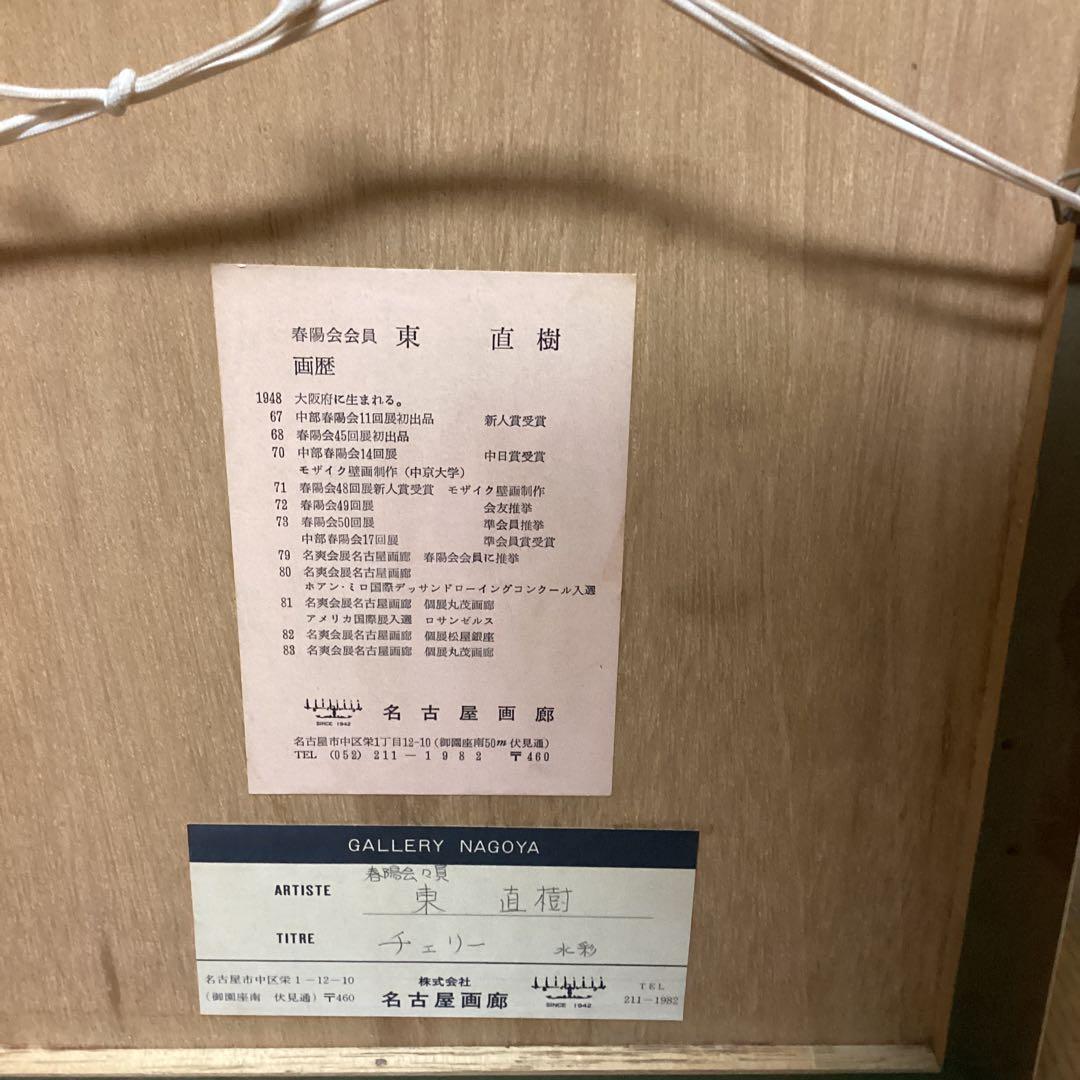 春陽会会員 東 直樹
画歴
1948 大阪府に生まれる。
67 中部春陽会11回展初出品 新人賞受賞
68 春陽会45回展初出品
70 中部春陽会14回展 中日賞受賞
モザイク壁画制作(中京大学)
71 春陽会48回展新人賞受賞 モザイク壁画制作
72 春陽会49回展 会友推挙
73 春陽会50回展 準会員推挙
中部春陽会17回展 準会員賞受賞
79 名爽会展名古屋画廊 春陽会会員に推挙
80 名爽会展名古屋画廊
ホアン・ミロ国際デッサンドローイングコンクール入選
81 名爽会展名古屋画廊 個展丸茂画廊
アメリカ国際展入選 ロサンゼルス
82 名爽会展名古屋画廊 個展松屋銀座
83 名爽会展名古屋画廊 個展丸茂画廊
SINCE 1942 名古屋画廊
名古屋市中区栄1丁目12-10(御園座南50m伏見通)
TEL (052) 211-1982 〒460
GALLERY NAGOYA
春陽会々員
ARTISTE 東 直樹
TITRE チェリー 水彩
名古屋市中区栄1-12-10
(御園座南 伏見通)〒460
株式会社
名古屋画廊
SINCE 1942
TEL
211-1982